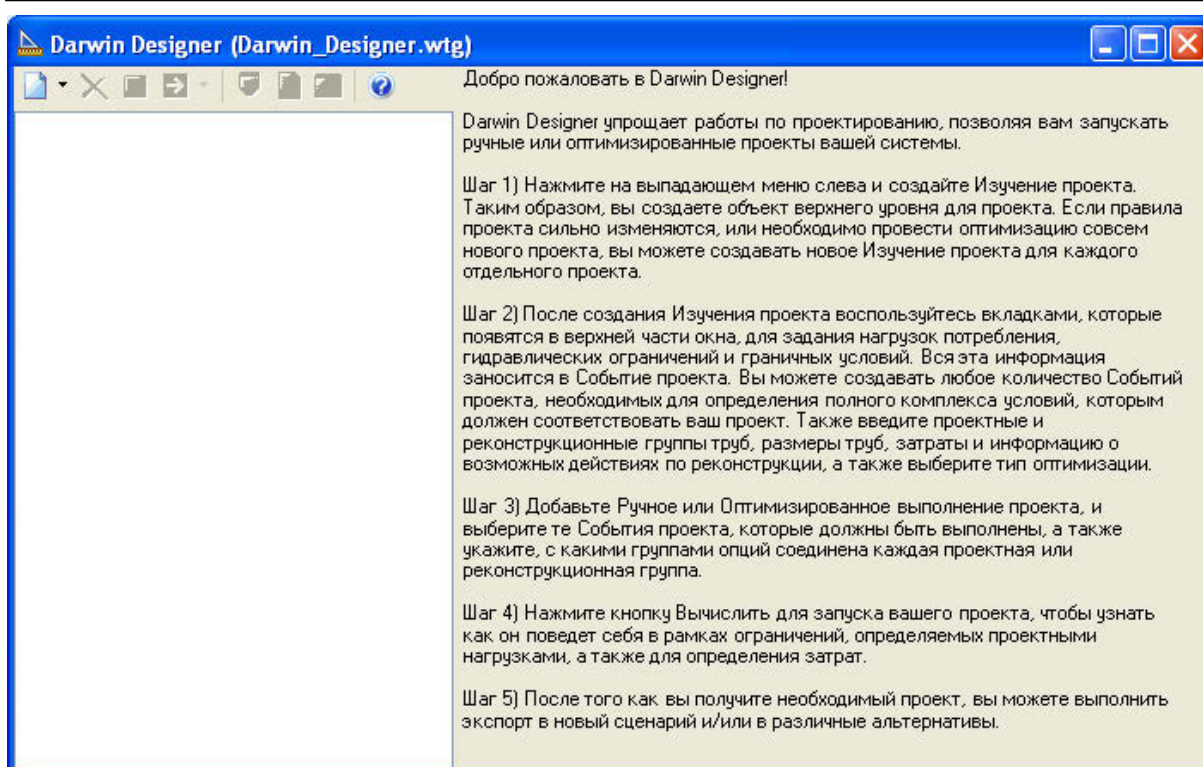 Darwin Designer (Darwin_Designer.wtg)
Добро пожаловать в Darwin Designer!
Darwin Designer упрощает работы по проектированию, позволяя вам запускать
ручные или оптимизированные проекты вашей системы.
Шаг 1) Нажмите на выпадающем меню слева и создайте Изучение проекта.
Таким образом, вы создаете объект верхнего уровня для проекта. Если правила
проекта сильно изменяются, или необходимо провести оптимизацию совсем
нового проекта, вы можете создавать новое Изучение проекта для каждого
отдельного проекта.
Шаг 2) После создания Изучения проекта воспользуйтесь вкладками, которые
появятся в верхней части окна, для задания нагрузок потребления,
гидравлических ограничений и граничных условий. Вся эта информация
заносится в Событие проекта. Вы можете создавать любое количество Событий
проекта, необходимых для определения полного комплекса условий, которым
должен соответствовать ваш проект. Также введите проектные и
реконструкционные группы труб, размеры труб, затраты и информацию о
возможных действиях по реконструкции, а также выберите тип оптимизации.
Шаг 3) Добавьте Ручное или Оптимизированное выполнение проекта, и
выберите те События проекта, которые должны быть выполнены, а также
укажите, с какими группами опций соединена каждая проектная или
реконструкционная группа.
Шаг 4) Нажмите кнопку Вычислить для запуска вашего проекта, чтобы узнать
как он поведет себя в рамках ограничений, определяемых проектными
нагрузками, а также для определения затрат.
Шаг 5) После того как вы получите необходимый проект, вы можете выполнить
экспорт в новый сценарий и/или в различные альтернативы.